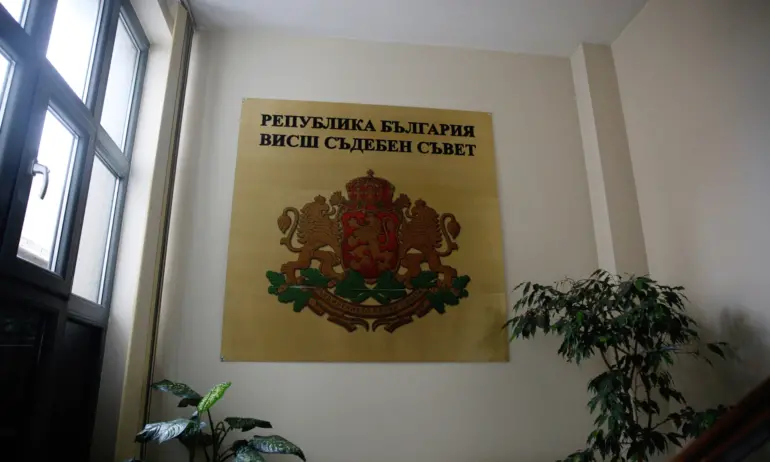 РЕПУБЛИКА БЪЛГАРИЯ
ВИСШ СЪДЕБЕН СЪВЕТ